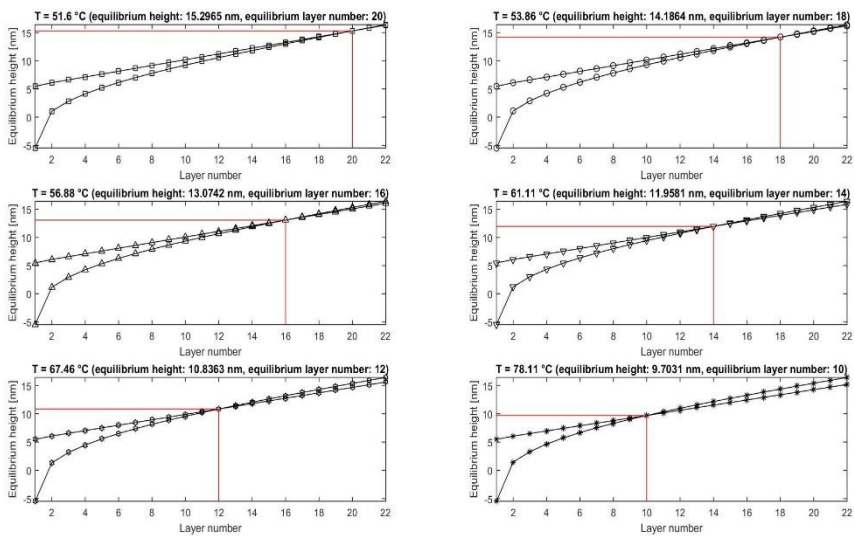 T = 51.6 °C (equilibrium height: 15.2965 nm, equilibrium layer number: 20)
Equilibrium height [nm]
15
10
5
0
-5
2 4 6 8 10 12 14 16 18 20 22
Layer number
T = 53.86 °C (equilibrium height: 14.1864 nm, equilibrium layer number: 18)
Equilibrium height [nm]
15
10
5
0
-5
2 4 6 8 10 12 14 16 18 20 22
Layer number
T = 56.88 °C (equilibrium height: 13.0742 nm, equilibrium layer number: 16)
Equilibrium height [nm]
15
10
5
0
-5
2 4 6 8 10 12 14 16 18 20 22
Layer number
T = 61.11 °C (equilibrium height: 11.9581 nm, equilibrium layer number: 14)
Equilibrium height [nm]
15
10
5
0
-5
2 4 6 8 10 12 14 16 18 20 22
Layer number
T = 67.46 °C (equilibrium height: 10.8363 nm, equilibrium layer number: 12)
Equilibrium height [nm]
15
10
5
0
-5
2 4 6 8 10 12 14 16 18 20 22
Layer number
T = 78.11 °C (equilibrium height: 9.7031 nm, equilibrium layer number: 10)
Equilibrium height [nm]
15
10
5
0
-5
2 4 6 8 10 12 14 16 18 20 22
Layer number